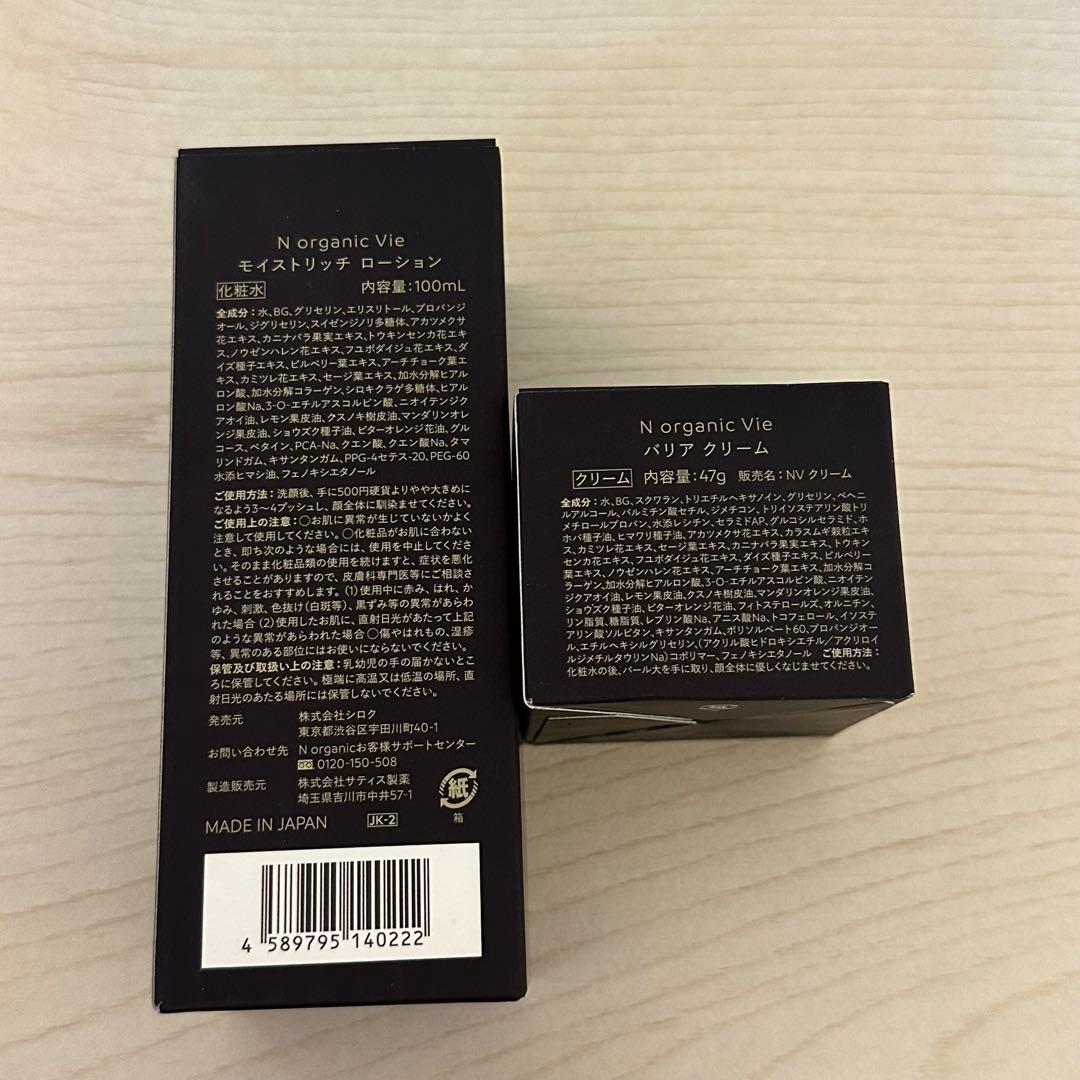 N organic Vie
モイストリッチ ローション
化粧水 内容量:100mL
全成分:水、BG、グリセリン、エリスリトール、プロパンジ
オール、ジグリセリン、スイゼンジノリ多糖体、アカツメクサ
花エキス、カニナバラ果実エキス、トウキンセンカ花エキ
ス、ノウゼンハレン花エキス、フユボダイジュ花エキス、ダ
イズ種子エキス、ビルベリー葉エキス、アーチチョーク葉エ
キス、カミツレ花エキス、セージ葉エキス、加水分解ヒアル
ロン酸、加水分解コラーゲン、シロキクラゲ多糖体、ヒアル
ロン酸Na、3-O-エチルアスコルビン酸、ニオイテンジク
アオイ油、レモン果皮油、クスノキ樹皮油、マンダリンオレ
ンジ果皮油、ショウズク種子油、ビターオレンジ花油、グル
コース、ベタイン、PCA-Na、クエン酸、クエン酸Na、タマ
リンドガム、キサンタンガム、PPG-4セテス-20、PEG-60
水添ヒマシ油、フェノキシエタノール
ご使用方法:洗顔後、手に500円硬貨よりやや大きめに
なるよう3~4プッシュし、顔全体に馴染ませてください。
ご使用上の注意:○お肌に異常が生じていないかよく
注意して使用してください。○化粧品がお肌に合わない
とき、即ち次のような場合には、使用を中止してくださ
い。そのまま化粧品類の使用を続けますと、症状を悪化
させることがありますので、皮膚科専門医等にご相談さ
れることをおすすめします。(1)使用中に赤み、はれ、か
ゆみ、刺激、色抜け(白斑等)、黒ずみ等の異常があらわ
れた場合 (2)使用したお肌に、直射日光があたって上記
のような異常があらわれた場合 ○傷やはれもの、湿疹
等、異常のある部位にはお使いにならないでください。
保管及び取扱い上の注意:乳幼児の手の届かないとこ
ろに保管してください。極端に高温又は低温の場所、直
射日光のあたる場所には保管しないでください。
発売元 株式会社シロク
東京都渋谷区宇田川町40-1
お問い合わせ先 N organicお客様サポートセンター
0120-150-508
製造販売元 株式会社サティス製薬
埼玉県吉川市中井57-1
紙
箱
MADE IN JAPAN JK-2
4 589795 140222
N organic Vie
バリア クリーム
クリーム 内容量:47g 販売名:NV クリーム
全成分:水、BG、スクワラン、トリエチルヘキサノイン、グリセリン、ベヘニ
ルアルコール、パルミチン酸セチル、ジメチコン、トリイソステアリン酸トリ
メチロールプロパン、水添レシチン、セラミドAP、グルコシルセラミド、ホ
ホバ種子油、ヒマワリ種子油、アカツメクサ花エキス、カラスムギ穀粒エキ
ス、カミツレ花エキス、セージ葉エキス、カニナバラ果実エキス、トウキン
センカ花エキス、フユボダイジュ花エキス、ダイズ種子エキス、ビルベリー
葉エキス、ノウゼンハレン花エキス、アーチチョーク葉エキス、加水分解コ
ラーゲン、加水分解ヒアルロン酸、3-O-エチルアスコルビン酸、ニオイテン
ジクアオイ油、レモン果皮油、クスノキ樹皮油、マンダリンオレンジ果皮油、
ショウズク種子油、ビターオレンジ花油、フィトステロールズ、オルニチン、
リン脂質、糖脂質、レブリン酸Na、アニス酸Na、トコフェロール、イソステ
アリン酸ソルビタン、キサンタンガム、ポリソルベート60、プロパンジオー
ル、エチルヘキシルグリセリン、(アクリル酸ヒドロキシエチル/アクリロイ
ルジメチルタウリンNa)コポリマー、フェノキシエタノール ご使用方法:
化粧水の後、パール大を手に取り、顔全体に優しくなじませてください。